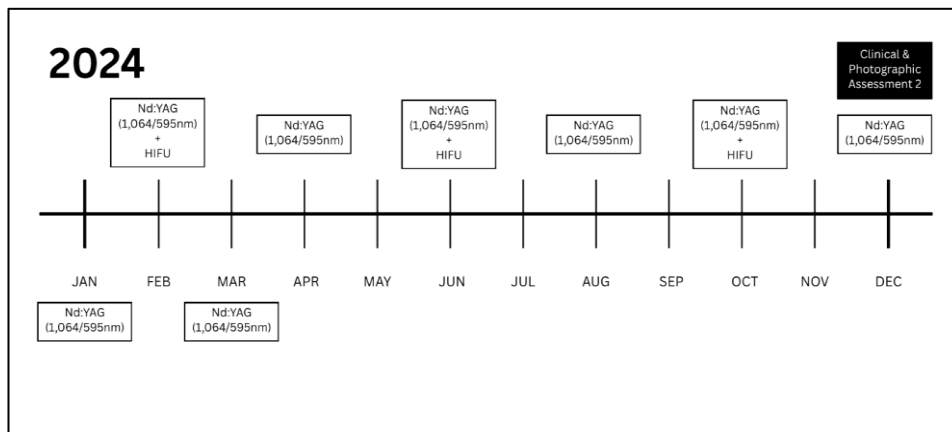 2024
Clinical &
Photographic
Assessment 2
Nd:YAG
(1,064/595nm)
+
HIFU
Nd:YAG
(1,064/595nm)
Nd:YAG
(1,064/595nm)
+
HIFU
Nd:YAG
(1,064/595nm)
Nd:YAG
(1,064/595nm)
+
HIFU
Nd:YAG
(1,064/595nm)
JAN FEB MAR APR MAY JUN JUL AUG SEP OCT NOV DEC
Nd:YAG
(1,064/595nm)
Nd:YAG
(1,064/595nm)